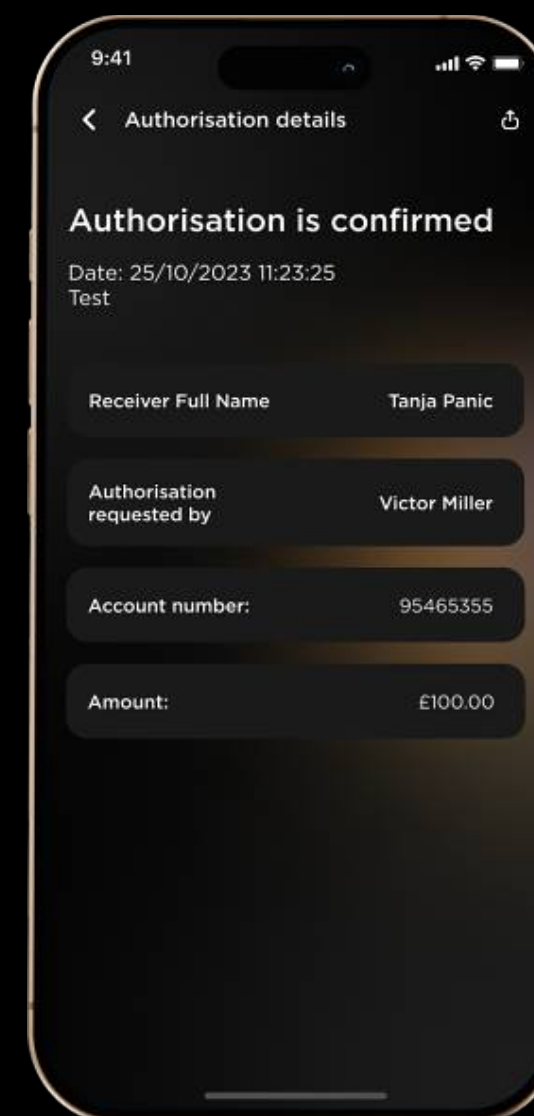 9:41
Authorisation details
Authorisation is confirmed
Date: 25/10/2023 11:23:25
Test
Receiver Full Name Tanja Panic
Authorisation
requested by Victor Miller
Account number: 95465355
Amount: £100.00